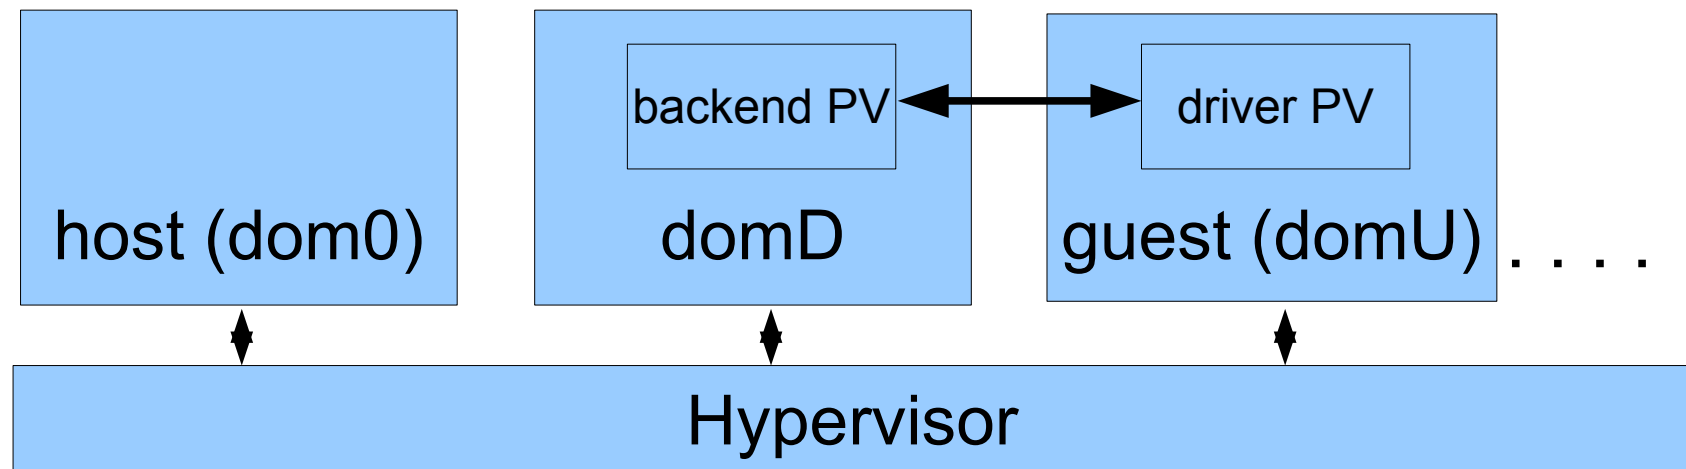 backend PV
driver PV
host (dom0)
domD
guest (domU)
. . . .
Hypervisor